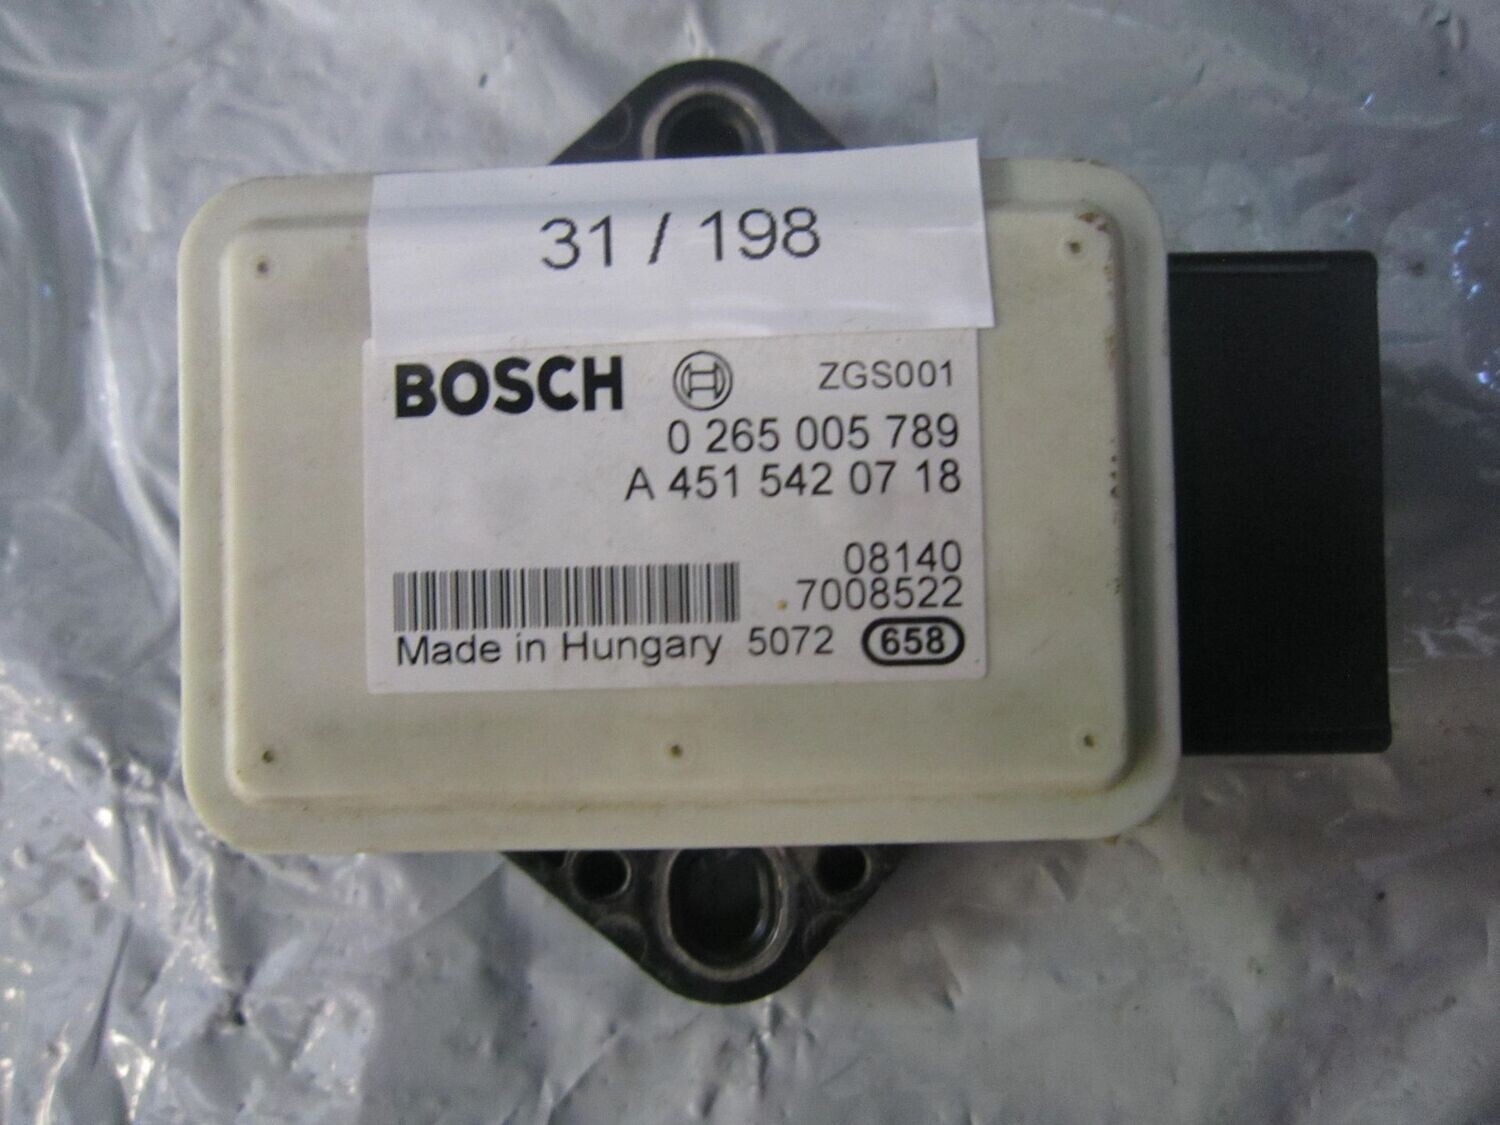 31 / 198
BOSCH ZGS001
0 265 005 789
A 451 542 07 18
08140
7008522
Made in Hungary 5072 658